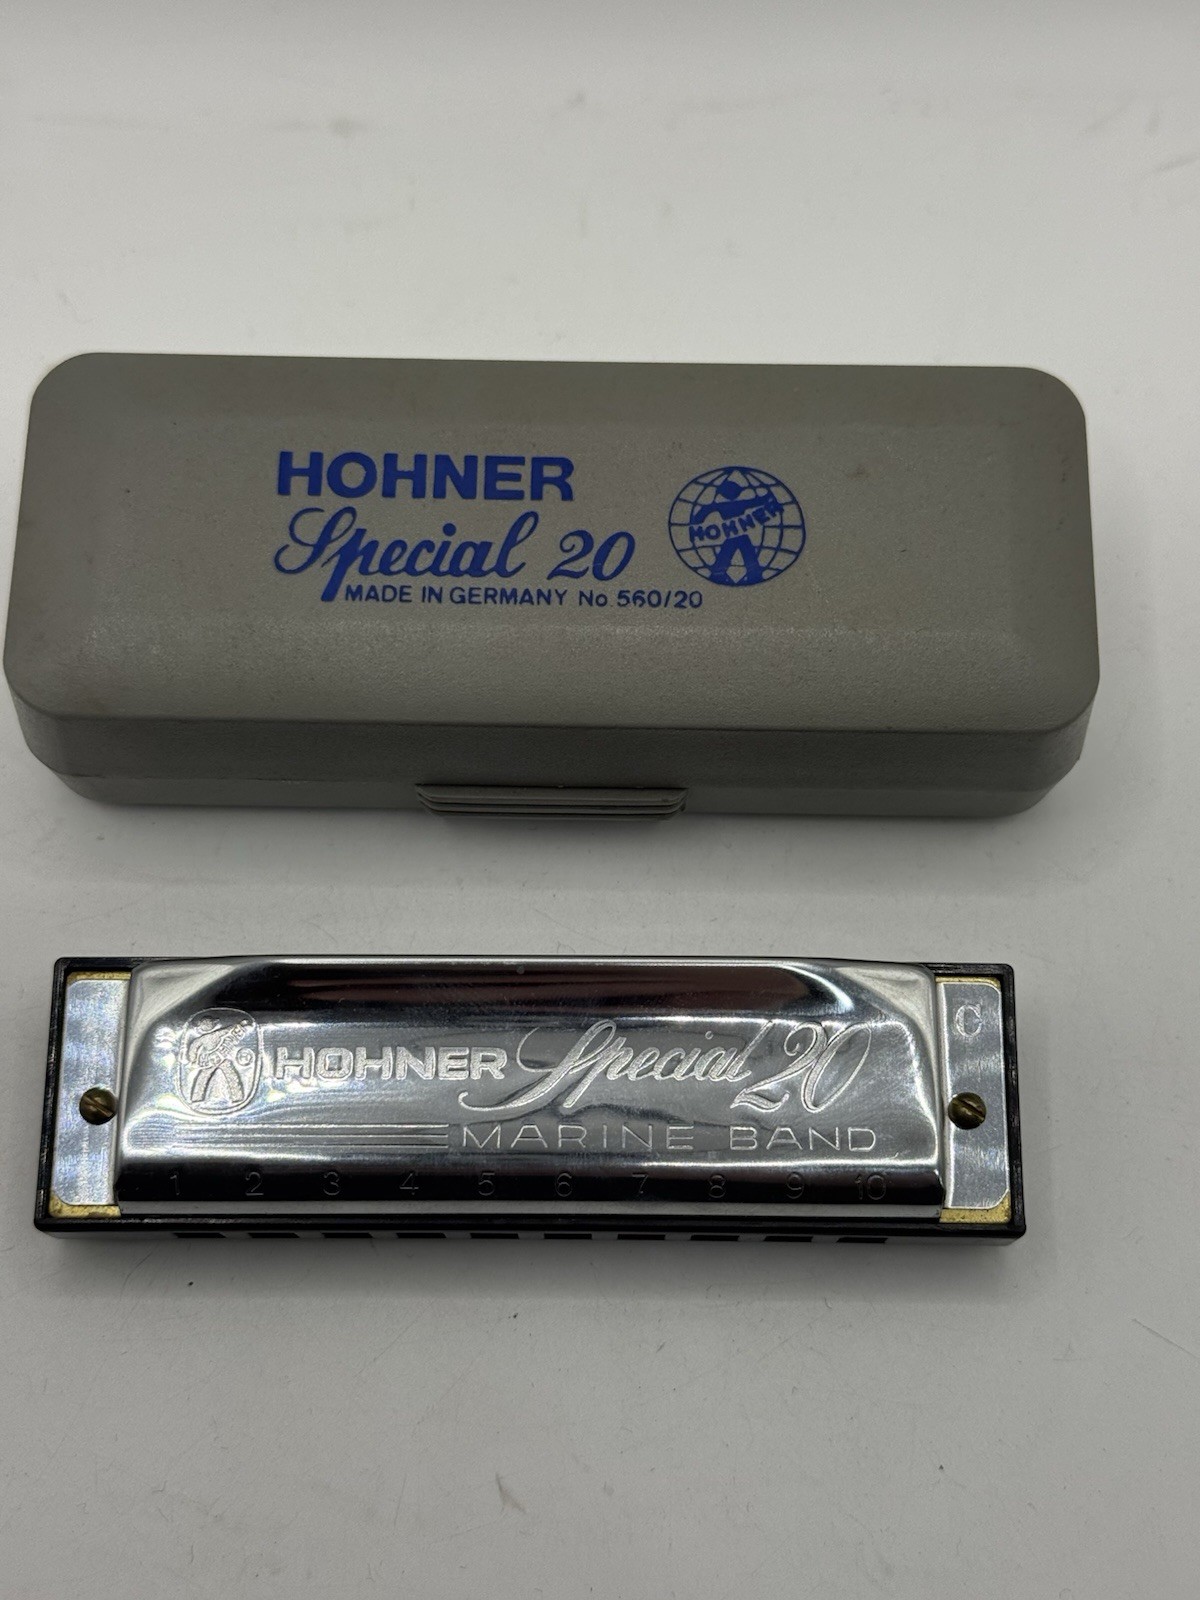 HOHNER
Special 20
MADE IN GERMANY No. 560/20
HOHNER
C
HOHNER Special 20
MARINE BAND
1 2 3 4 5 6 7 8 9 10